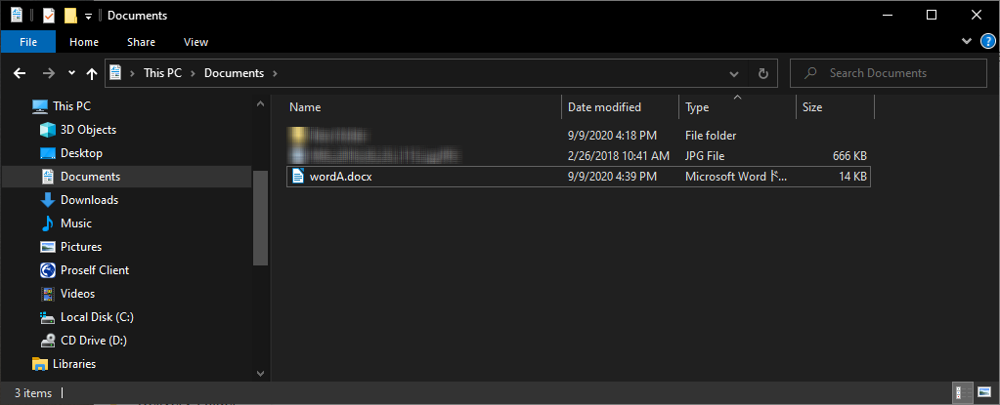 Documents
File Home Share View
This PC Documents Search Documents
Name Date modified Type Size
9/9/2020 4:18 PM File folder
2/26/2018 10:41 AM JPG File 666 KB
wordA.docx 9/9/2020 4:39 PM Microsoft Word ド... 14 KB
This PC
3D Objects
Desktop
Documents
Downloads
Music
Pictures
Proself Client
Videos
Local Disk (C:)
CD Drive (D:)
Libraries
3 items